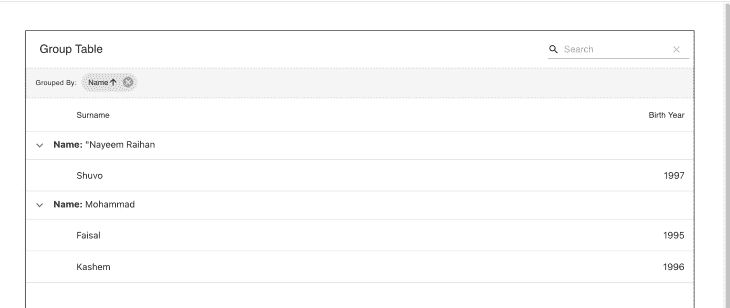 Group Table
Search
Grouped By: Name
Surname Birth Year
Name: "Nayeem Raihan
Shuvo 1997
Name: Mohammad
Faisal 1995
Kashem 1996